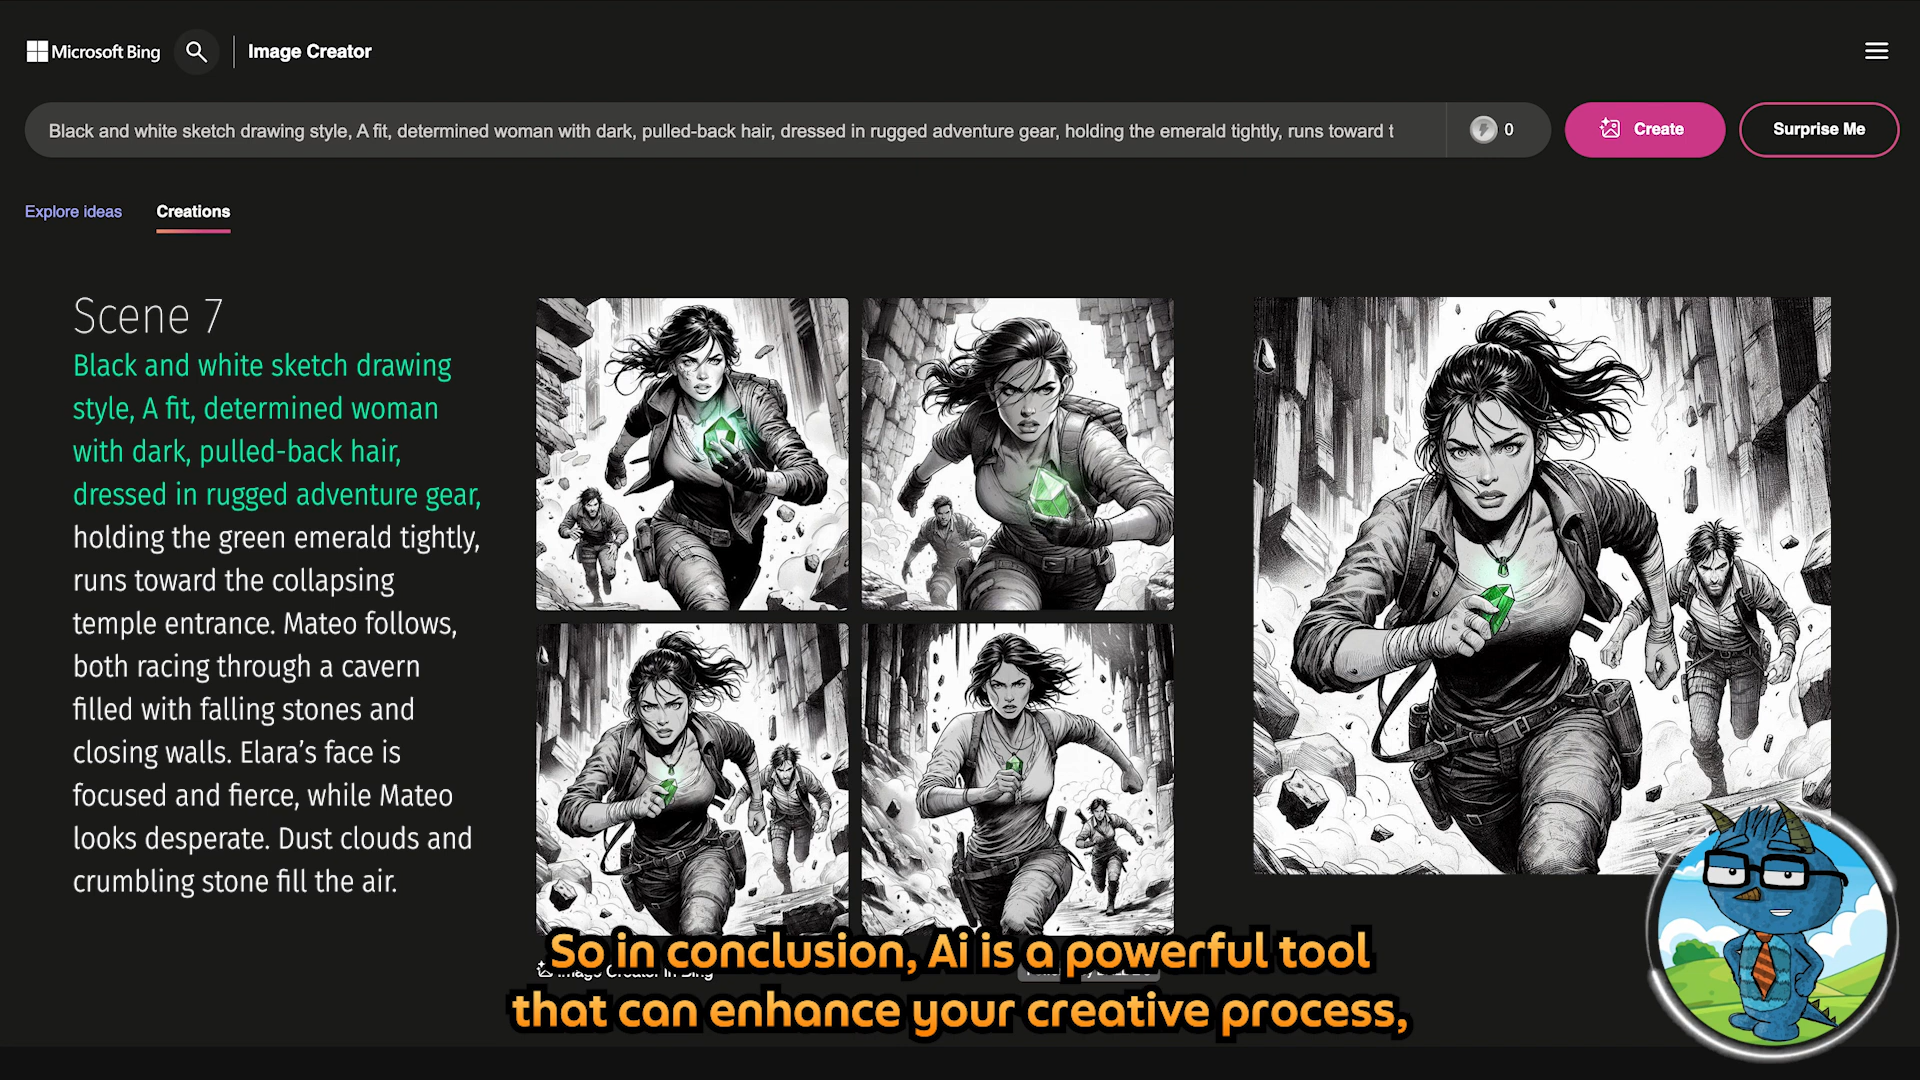 Microsoft Bing
Image Creator
Black and white sketch drawing style, A fit, determined woman with dark, pulled-back hair, dressed in rugged adventure gear, holding the emerald tightly, runs toward t
0
Create
Surprise Me
Explore ideas
Creations
Scene 7
Black and white sketch drawing
style, A fit, determined woman
with dark, pulled-back hair,
dressed in rugged adventure gear,
holding the green emerald tightly,
runs toward the collapsing
temple entrance. Mateo follows,
both racing through a cavern
filled with falling stones and
closing walls. Elara’s face is
focused and fierce, while Mateo
looks desperate. Dust clouds and
crumbling stone fill the air.
Image Creator in Bing
So in conclusion, Ai is a powerful tool
that can enhance your creative process,